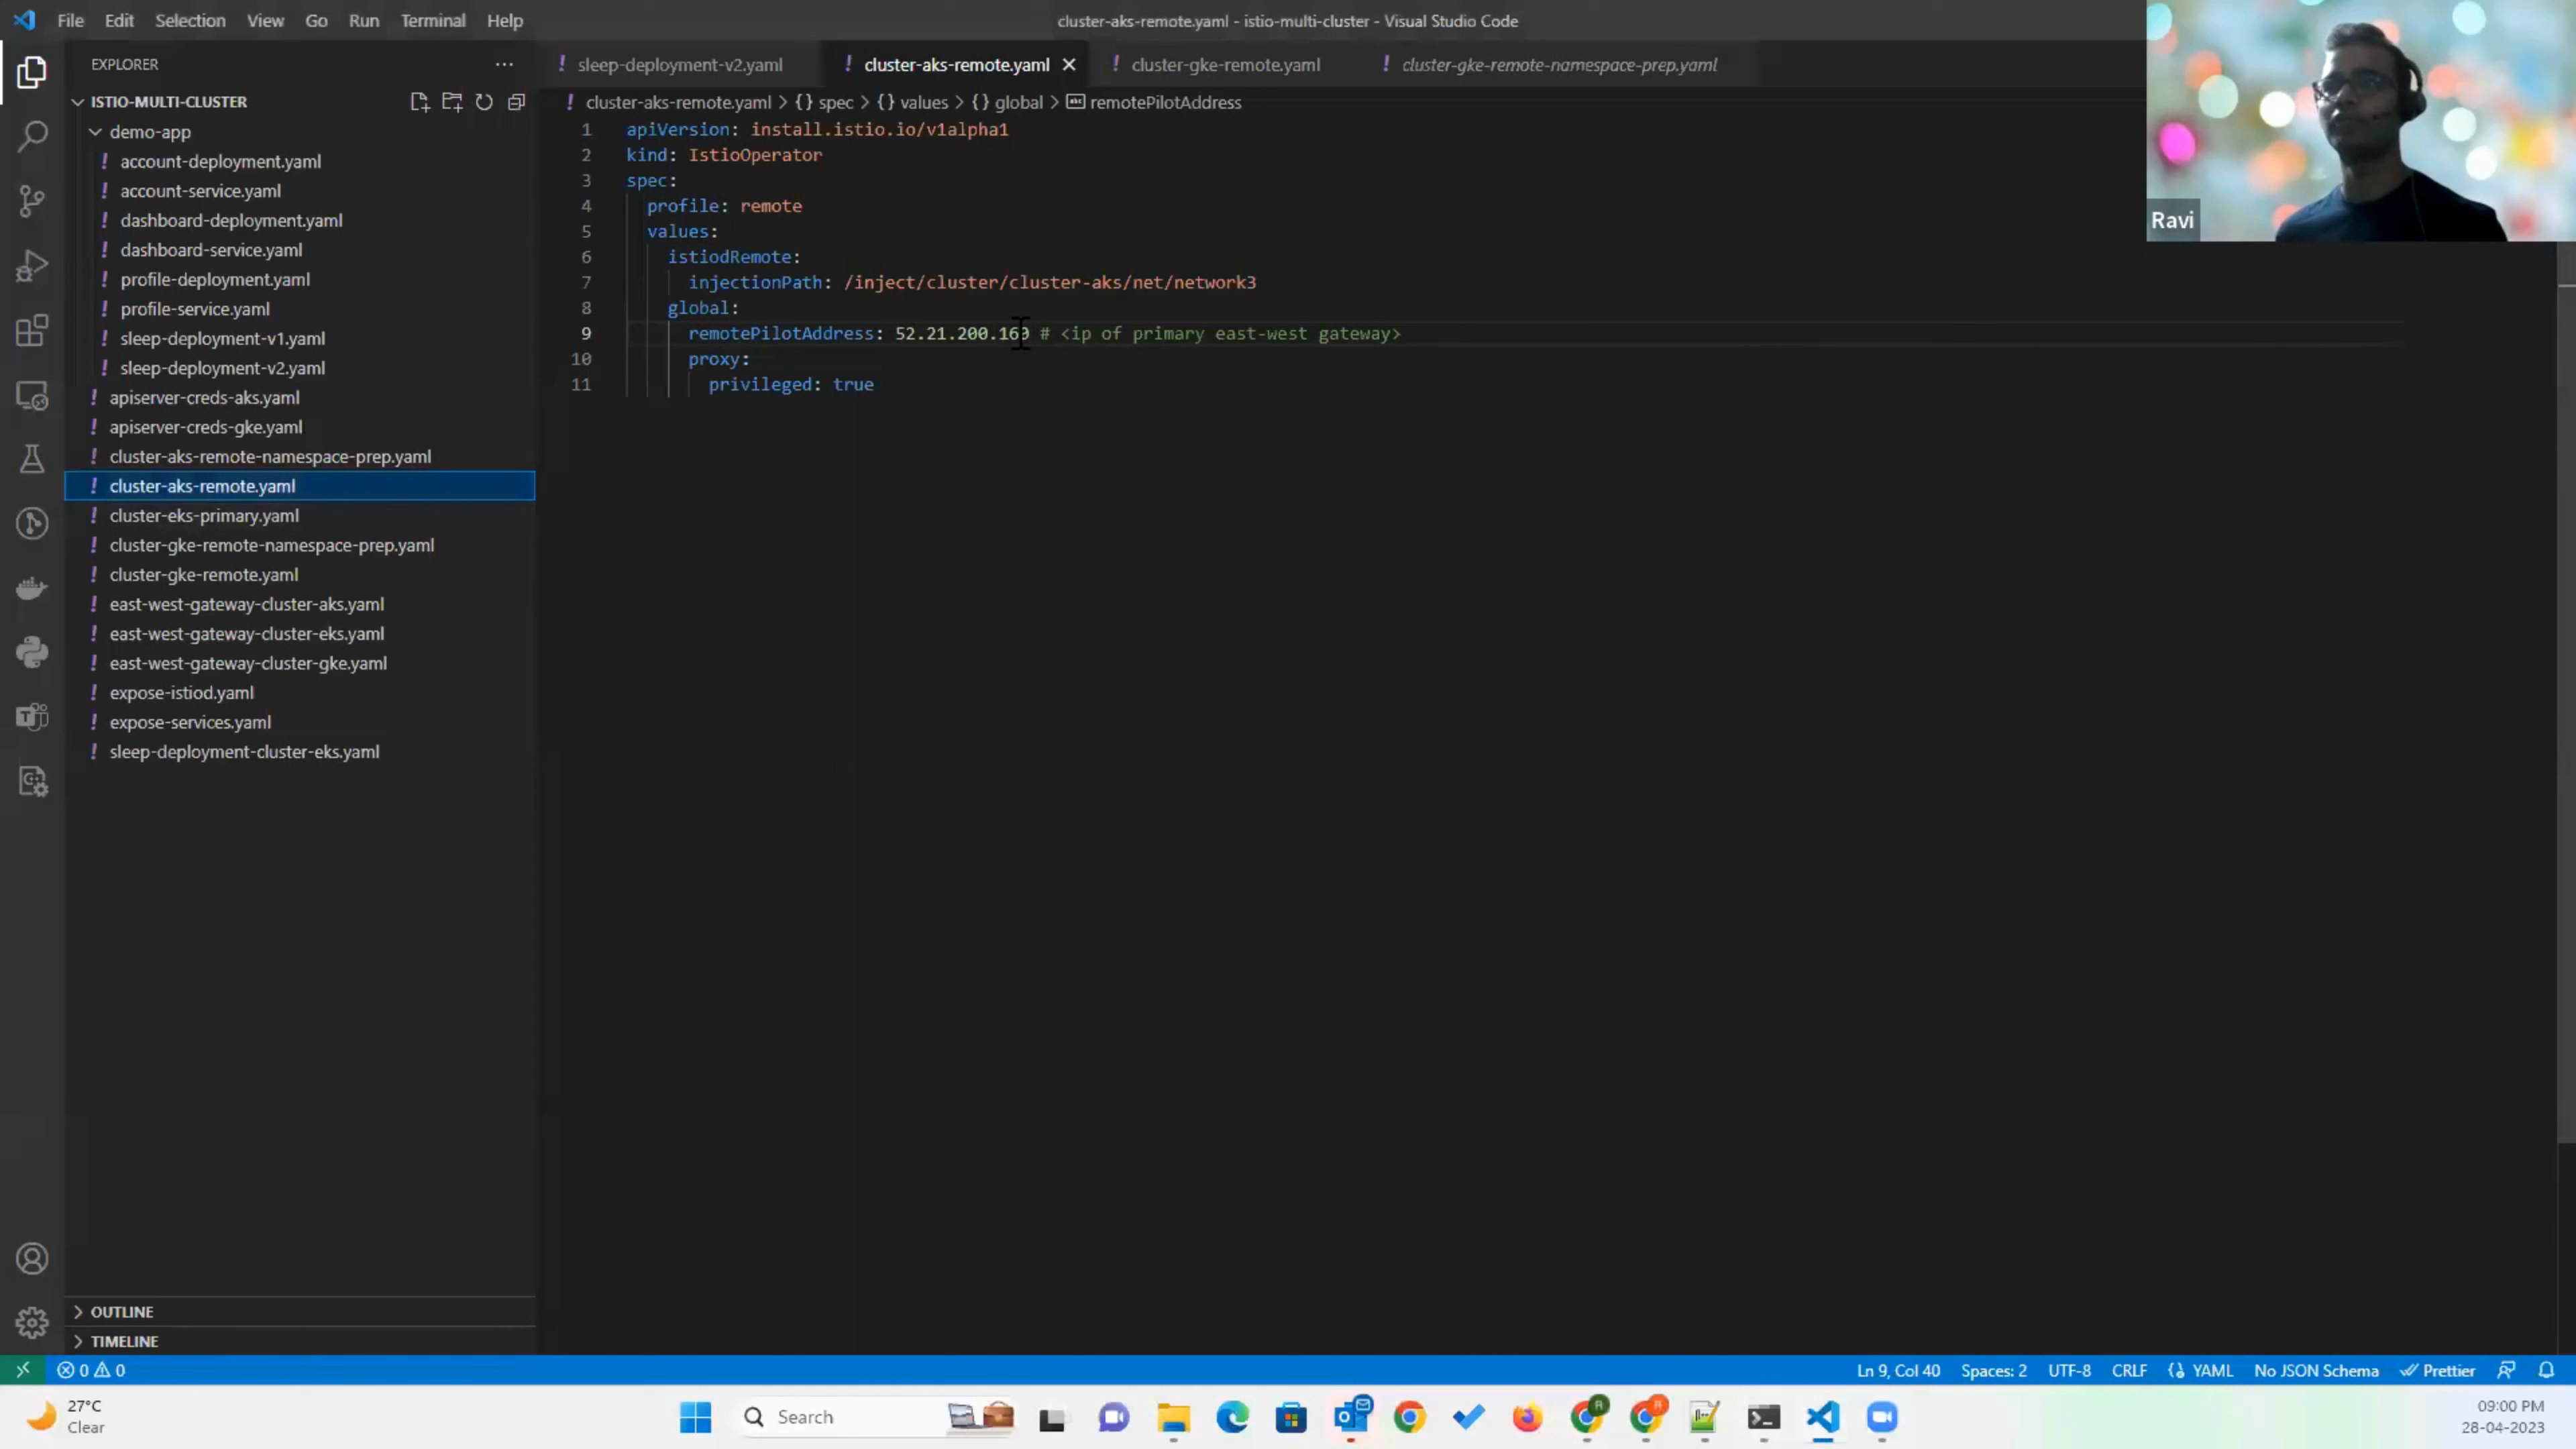 File Edit Selection View Go Run Terminal Help
cluster-aks-remote.yaml - istio-multi-cluster - Visual Studio Code
EXPLORER
ISTIO-MULTI-CLUSTER
demo-app
! account-deployment.yaml
! account-service.yaml
! dashboard-deployment.yaml
! dashboard-service.yaml
! profile-deployment.yaml
! profile-service.yaml
! sleep-deployment-v1.yaml
! sleep-deployment-v2.yaml
! apiserver-creds-aks.yaml
! apiserver-creds-gke.yaml
! cluster-aks-remote-namespace-prep.yaml
! cluster-aks-remote.yaml
! cluster-eks-primary.yaml
! cluster-gke-remote-namespace-prep.yaml
! cluster-gke-remote.yaml
! east-west-gateway-cluster-aks.yaml
! east-west-gateway-cluster-eks.yaml
! east-west-gateway-cluster-gke.yaml
! expose-istiod.yaml
! expose-services.yaml
! sleep-deployment-cluster-eks.yaml
OUTLINE
TIMELINE
! sleep-deployment-v2.yaml ! cluster-aks-remote.yaml ! cluster-gke-remote.yaml ! cluster-gke-remote-namespace-prep.yaml
! cluster-aks-remote.yaml > {} spec > {} values > {} global > abc remotePilotAddress
1 apiVersion: install.istio.io/v1alpha1
2 kind: IstioOperator
3 spec:
4 profile: remote
5 values:
6 istiodRemote:
7 injectionPath: /inject/cluster/cluster-aks/net/network3
8 global:
9 remotePilotAddress: 52.21.200.160 # <ip of primary east-west gateway>
10 proxy:
11 privileged: true
Ravi
0 0
Ln 9, Col 40 Spaces: 2 UTF-8 CRLF YAML No JSON Schema Prettier
27°C
Clear
Search
09:00 PM
28-04-2023